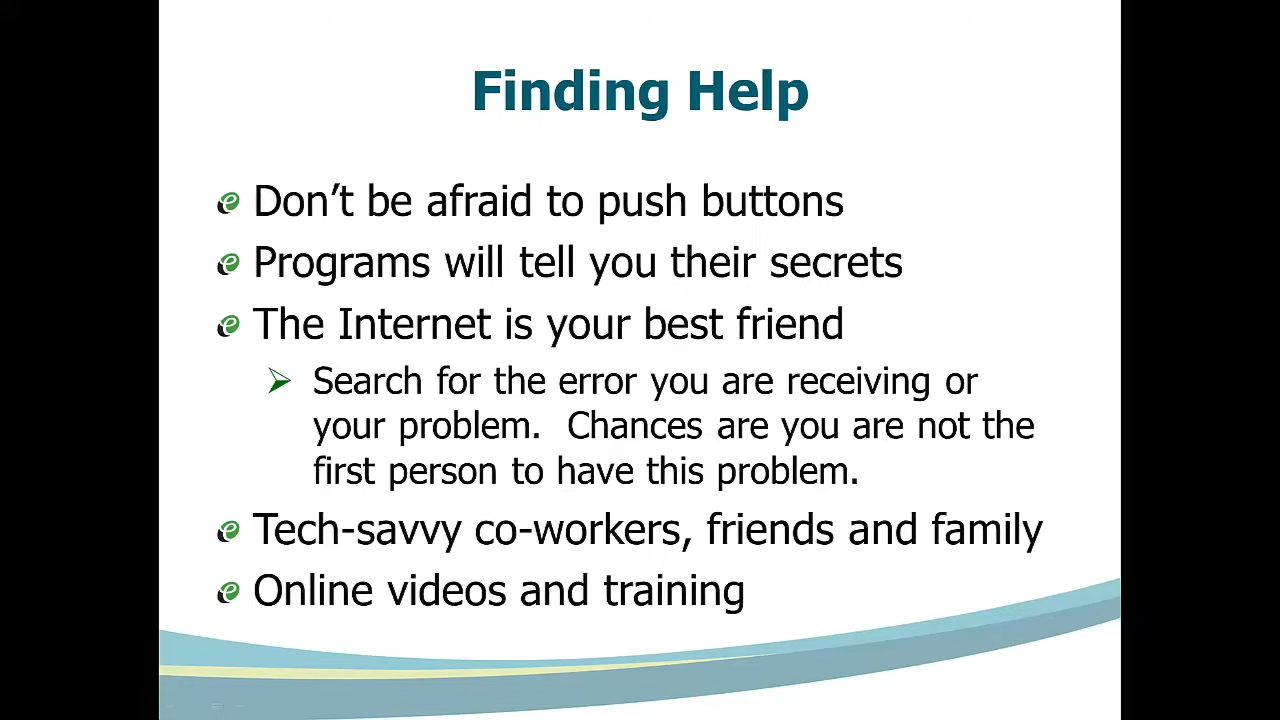 Finding Help
Don’t be afraid to push buttons
Programs will tell you their secrets
The Internet is your best friend
Search for the error you are receiving or
your problem.  Chances are you are not the
first person to have this problem.
Tech-savvy co-workers, friends and family
Online videos and training